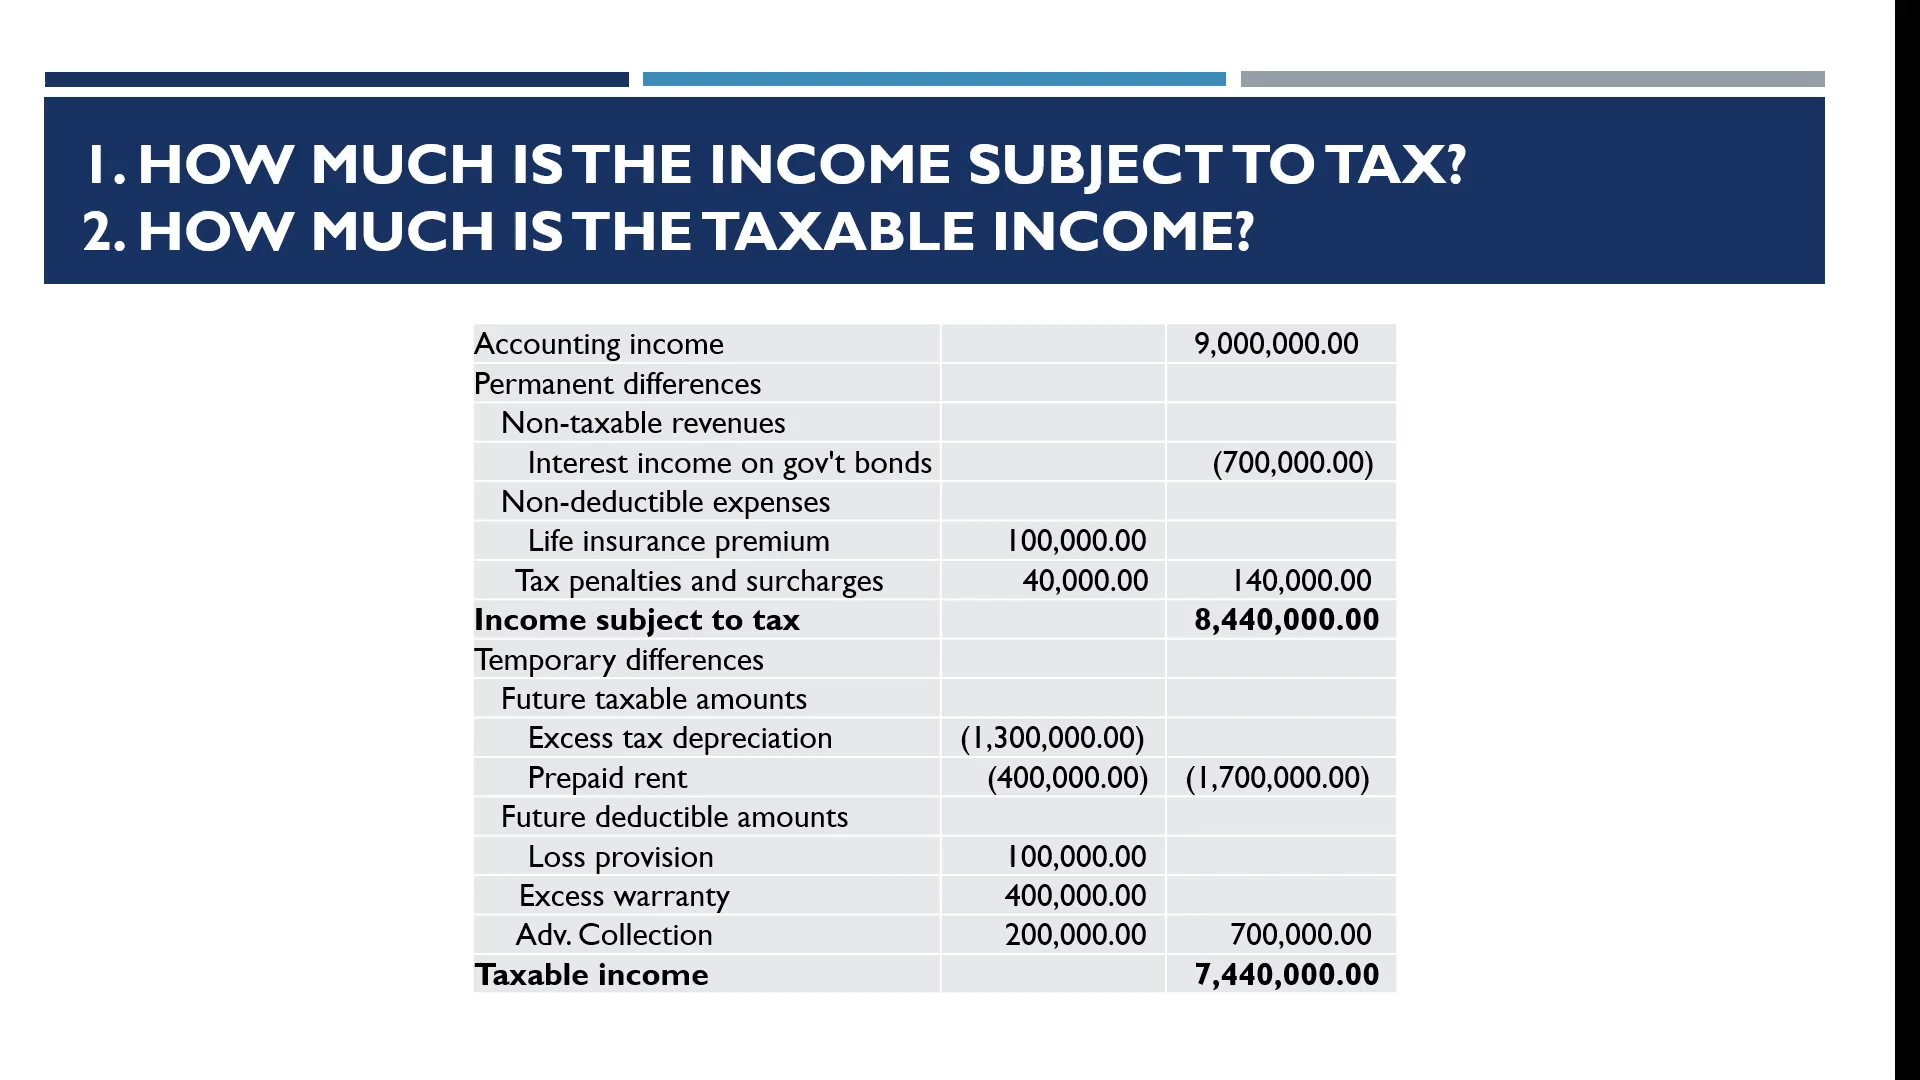 1. HOW MUCH IS THE INCOME SUBJECT TO TAX?
2. HOW MUCH IS THE TAXABLE INCOME?
Accounting income 9,000,000.00
Permanent differences
Non-taxable revenues
Interest income on gov't bonds (700,000.00)
Non-deductible expenses
Life insurance premium 100,000.00
Tax penalties and surcharges 40,000.00 140,000.00
Income subject to tax 8,440,000.00
Temporary differences
Future taxable amounts
Excess tax depreciation (1,300,000.00)
Prepaid rent (400,000.00) (1,700,000.00)
Future deductible amounts
Loss provision 100,000.00
Excess warranty 400,000.00
Adv. Collection 200,000.00 700,000.00
Taxable income 7,440,000.00